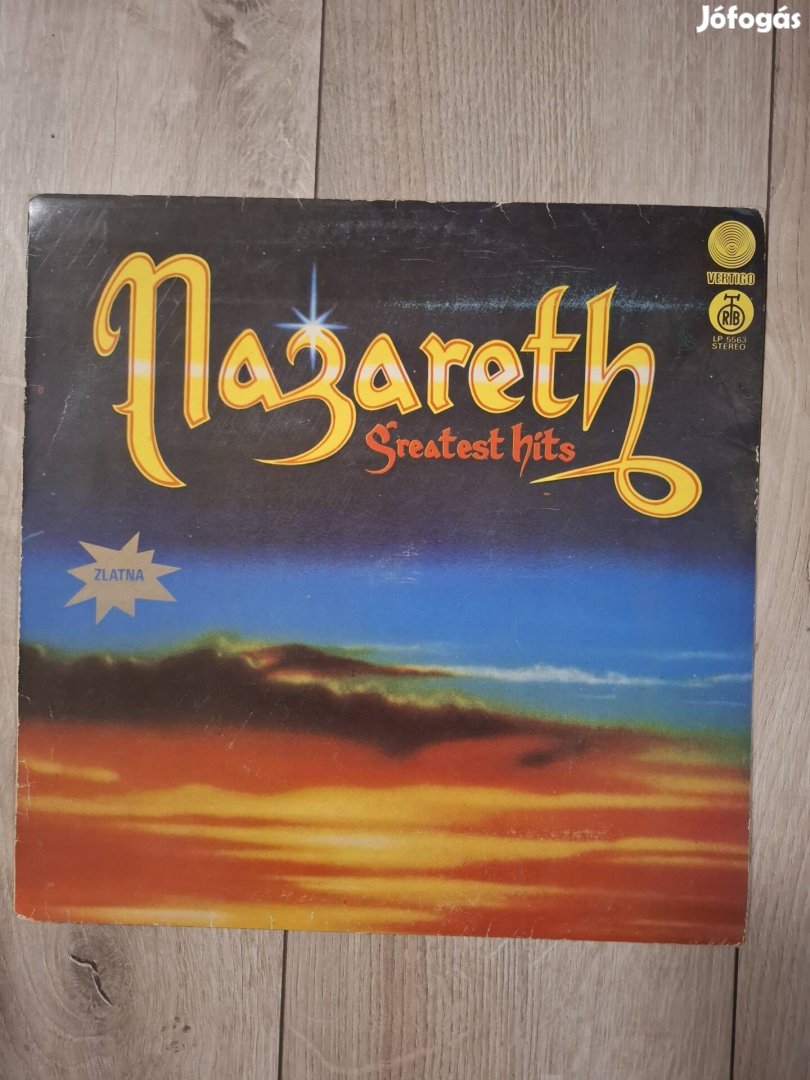 Jófogás
VERTIGO
RTB
LP 5563
STEREO
Nazareth
Greatest hits
ZLATNA